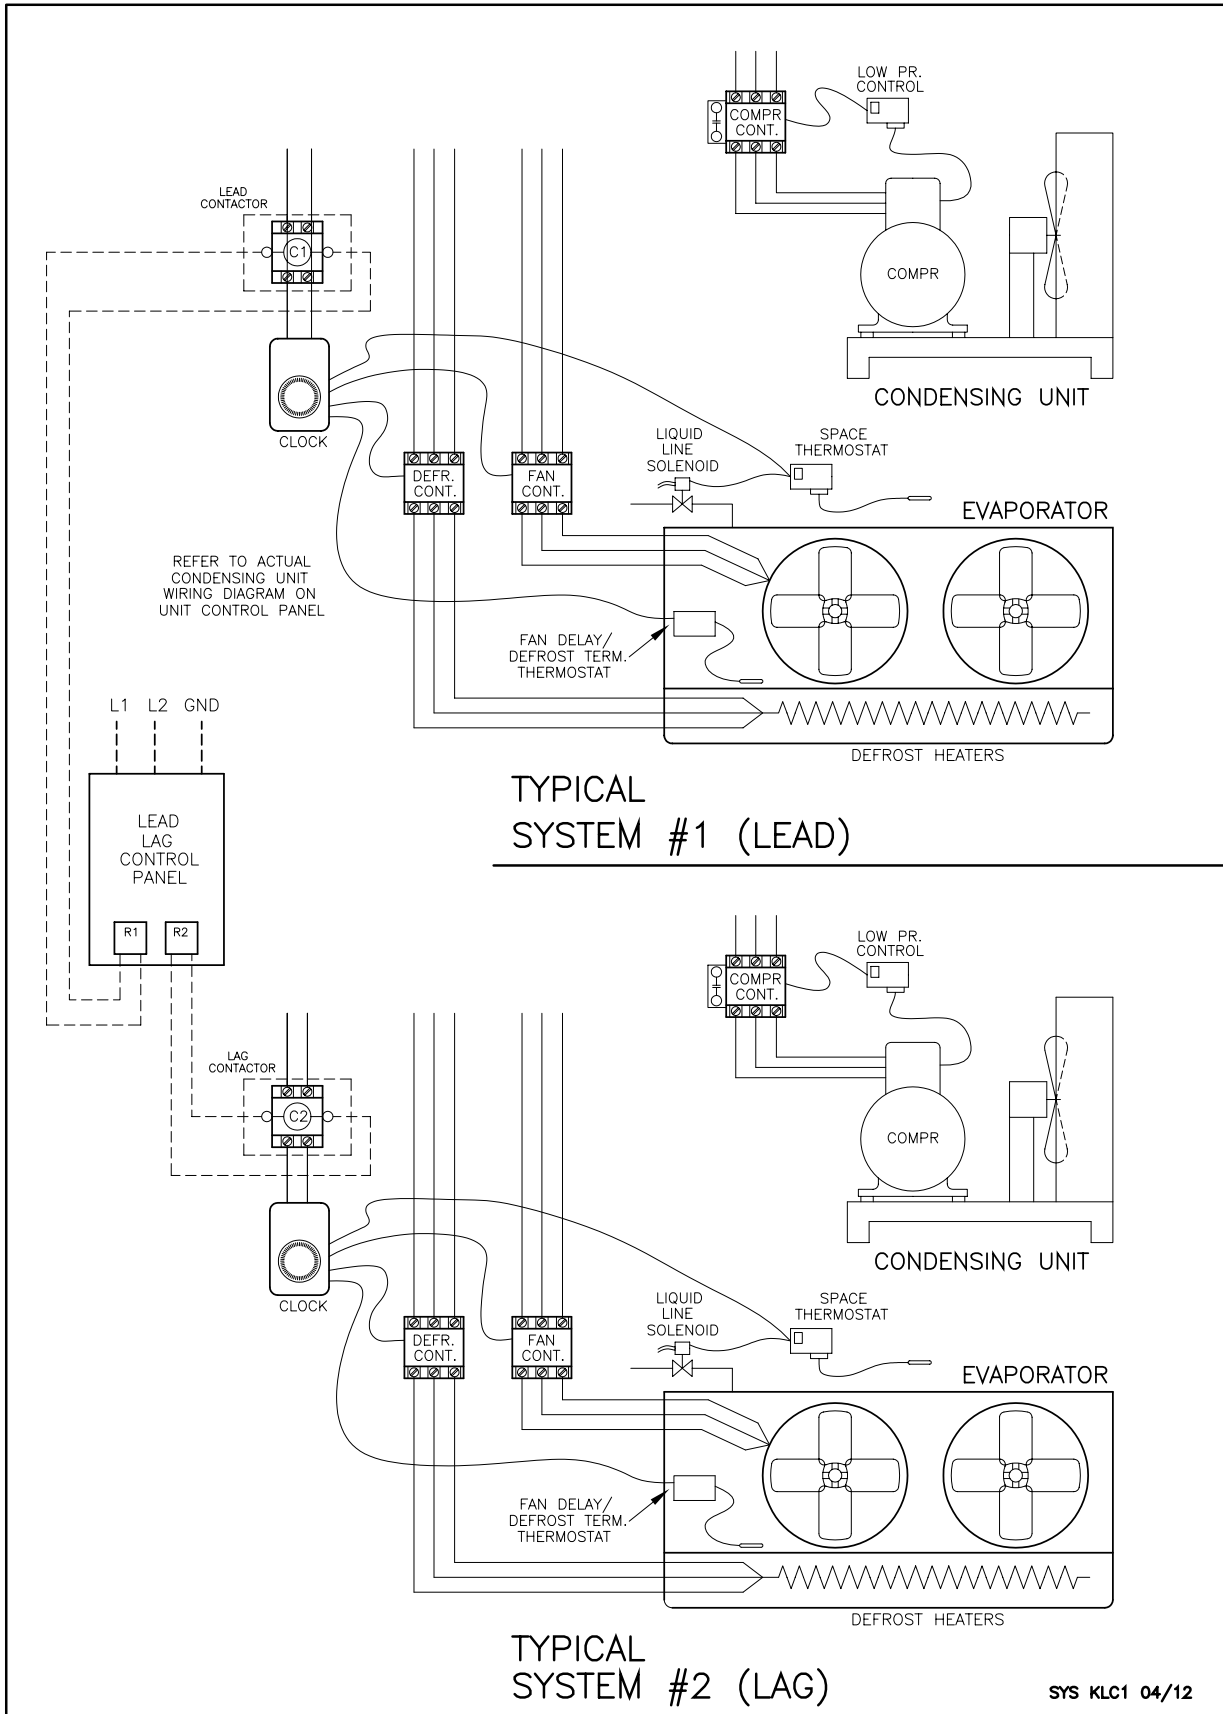 LOW PR.
CONTROL
COMPR
CONT.
LEAD
CONTACTOR
C1
COMPR
CONDENSING UNIT
CLOCK
LIQUID
LINE
SOLENOID
SPACE
THERMOSTAT
DEFR.
CONT.
FAN
CONT.
EVAPORATOR
REFER TO ACTUAL
CONDENSING UNIT
WIRING DIAGRAM ON
UNIT CONTROL PANEL
FAN DELAY/
DEFROST TERM.
THERMOSTAT
L1 L2 GND
DEFROST HEATERS
TYPICAL
SYSTEM #1 (LEAD)
LEAD
LAG
CONTROL
PANEL
R1 R2
LOW PR.
CONTROL
COMPR
CONT.
LAG
CONTACTOR
C2
COMPR
CONDENSING UNIT
CLOCK
LIQUID
LINE
SOLENOID
SPACE
THERMOSTAT
DEFR.
CONT.
FAN
CONT.
EVAPORATOR
FAN DELAY/
DEFROST TERM.
THERMOSTAT
DEFROST HEATERS
TYPICAL
SYSTEM #2 (LAG)
SYS KLC1 04/12